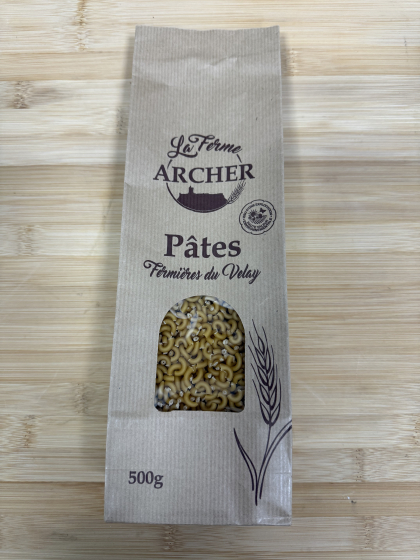 La Ferme
ARCHER
Pâtes
Fermières du Velay
500g